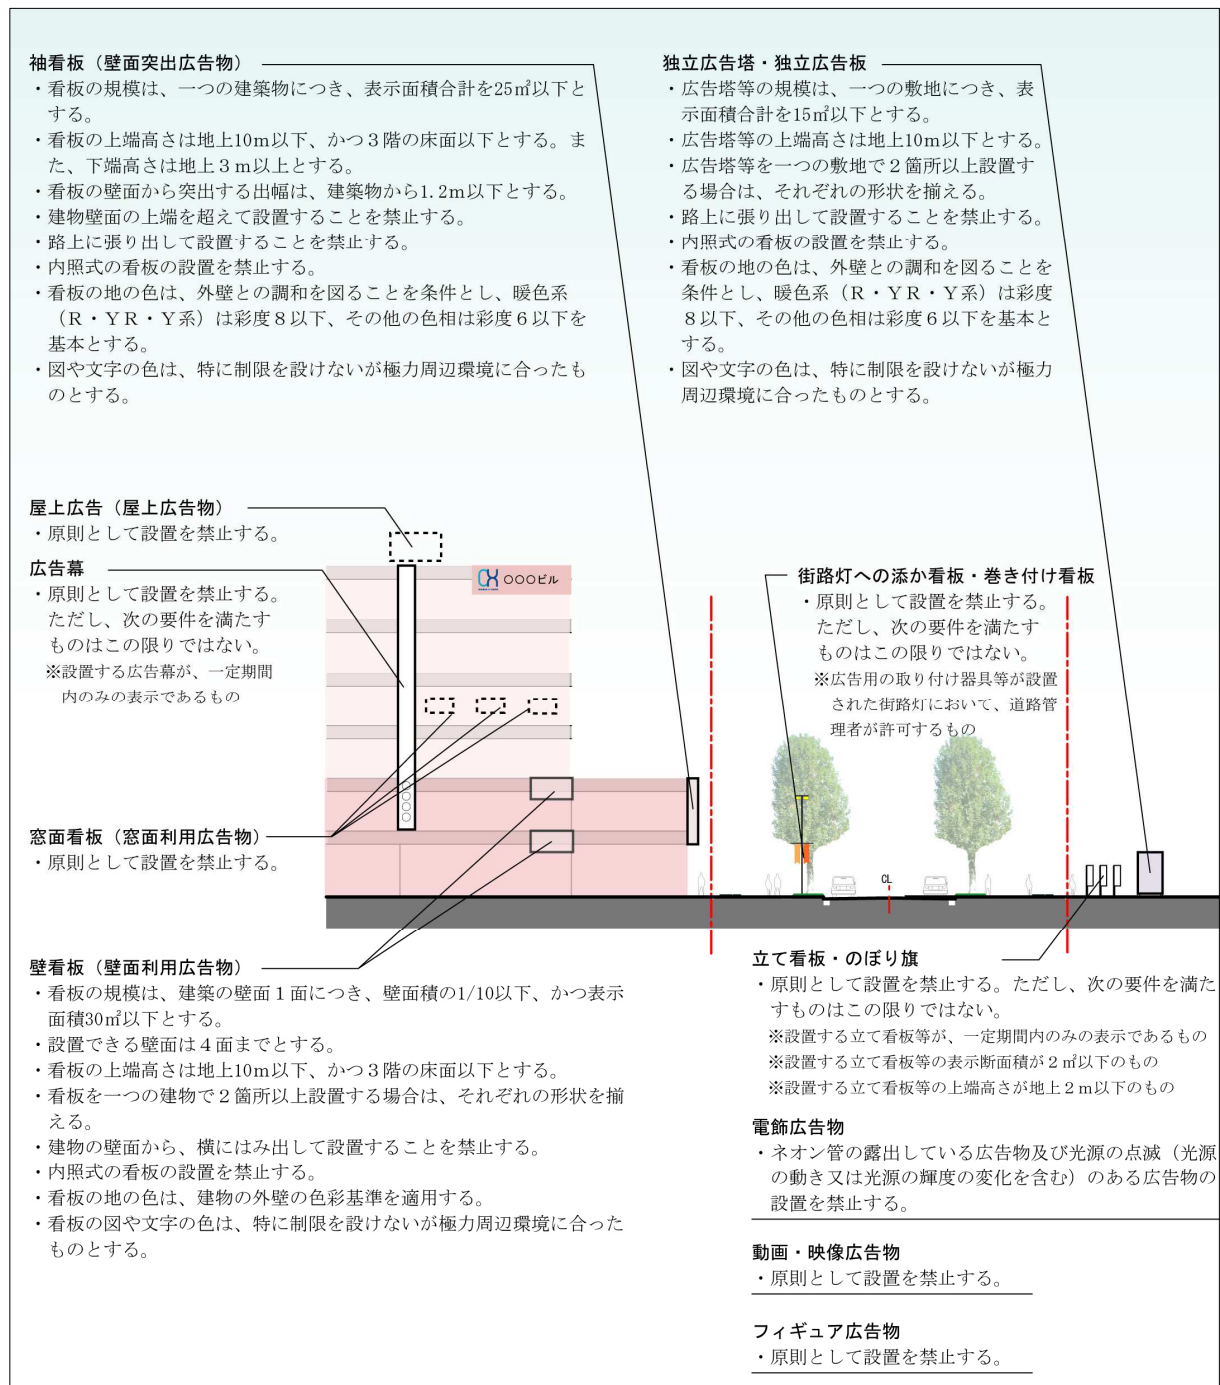 袖看板（壁面突出広告物）
・看板の規模は、一つの建築物につき、表示面積合計を25㎡以下と
する。
・看板の上端高さは地上10m以下、かつ３階の床面以下とする。ま
た、下端高さは地上３m以上とする。
・看板の壁面から突出する出幅は、建築物から1.2m以下とする。
・建物壁面の上端を超えて設置することを禁止する。
・路上に張り出して設置することを禁止する。
・内照式の看板の設置を禁止する。
・看板の地の色は、外壁との調和を図ることを条件とし、暖色系
（Ｒ・ＹＲ・Ｙ系）は彩度８以下、その他の色相は彩度６以下を
基本とする。
・図や文字の色は、特に制限を設けないが極力周辺環境に合ったも
のとする。
独立広告塔・独立広告板
・広告塔等の規模は、一つの敷地につき、表
示面積合計を15㎡以下とする。
・広告塔等の上端高さは地上10m以下とする。
・広告塔等を一つの敷地で２箇所以上設置す
る場合は、それぞれの形状を揃える。
・路上に張り出して設置することを禁止する。
・内照式の看板の設置を禁止する。
・看板の地の色は、外壁との調和を図ることを
条件とし、暖色系（Ｒ・ＹＲ・Ｙ系）は彩度
８以下、その他の色相は彩度６以下を基本と
する。
・図や文字の色は、特に制限を設けないが極力
周辺環境に合ったものとする。
屋上広告（屋上広告物）
・原則として設置を禁止する。
広告幕
・原則として設置を禁止する。
ただし、次の要件を満たす
ものはこの限りではない。
※設置する広告幕が、一定期間
内のみの表示であるもの
○○○ビル
街路灯への添か看板・巻き付け看板
・原則として設置を禁止する。
ただし、次の要件を満たす
ものはこの限りではない。
※広告用の取り付け器具等が設置
された街路灯において、道路管
理者が許可するもの
○○○○
窓面看板（窓面利用広告物）
・原則として設置を禁止する。
CL
壁看板（壁面利用広告物）
・看板の規模は、建築の壁面１面につき、壁面積の1/10以下、かつ表示
面積30㎡以下とする。
・設置できる壁面は４面までとする。
・看板の上端高さは地上10m以下、かつ３階の床面以下とする。
・看板を一つの建物で２箇所以上設置する場合は、それぞれの形状を揃
える。
・建物の壁面から、横にはみ出して設置することを禁止する。
・内照式の看板の設置を禁止する。
・看板の地の色は、建物の外壁の色彩基準を適用する。
・看板の図や文字の色は、特に制限を設けないが極力周辺環境に合った
ものとする。
立て看板・のぼり旗
・原則として設置を禁止する。ただし、次の要件を満た
すものはこの限りではない。
※設置する立て看板等が、一定期間内のみの表示であるもの
※設置する立て看板等の表示断面積が２㎡以下のもの
※設置する立て看板等の上端高さが地上２m以下のもの
電飾広告物
・ネオン管の露出している広告物及び光源の点滅（光源
の動き又は光源の輝度の変化を含む）のある広告物の
設置を禁止する。
動画・映像広告物
・原則として設置を禁止する。
フィギュア広告物
・原則として設置を禁止する。